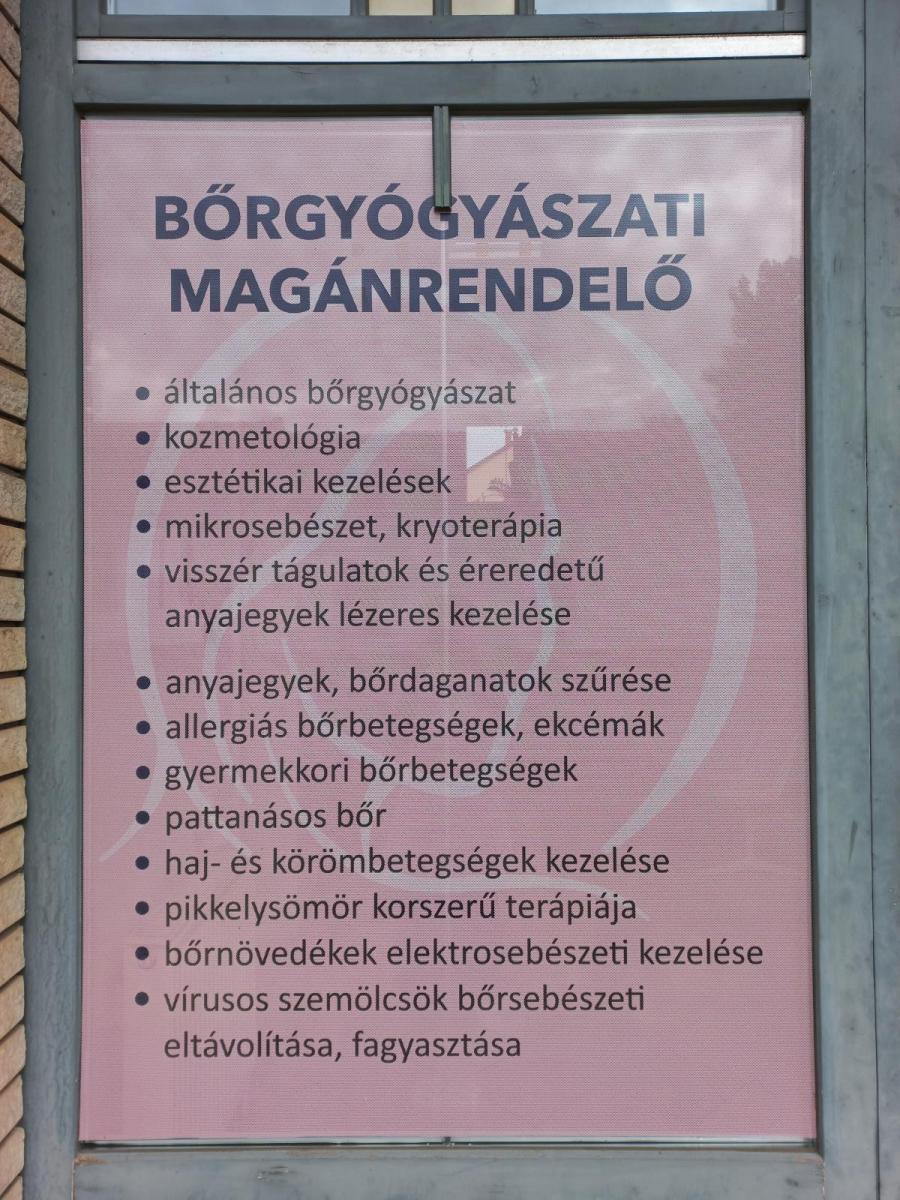 BŐRGYÓGYÁSZATI
MAGÁNRENDELŐ
• általános bőrgyógyászat
• kozmetológia
• esztétikai kezelések
• mikrosebészet, kryoterápia
• visszér tágulatok és éreredetű
anyajegyek lézeres kezelése
• anyajegyek, bőrdaganatok szűrése
• allergiás bőrbetegségek, ekcémák
• gyermekkori bőrbetegségek
• pattanásos bőr
• haj- és körömbetegségek kezelése
• pikkelysömör korszerű terápiája
• bőrnövedékek elektrosebészeti kezelése
• vírusos szemölcsök bőrsebészeti
eltávolítása, fagyasztása